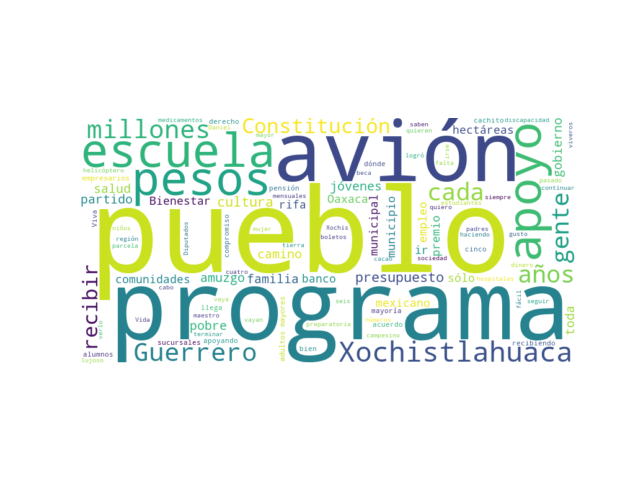 medicamentos
derecho
Daniel
millones
Constitución
mayor
avión
saben
quieren
cachito
discapacidad
hectáreas
gobierno
viveros
escuela
logró
falta
gusto
helicóptero
empresarios
pesos
dónde
beca
apoyo
pasado
continuar
salud
partido
Bienestar
cultura
pensión
mensuales
rifa
jóvenes
Oaxaca
cada
estudiantes
siempre
gente
Viva
niños
región
parcela
Diputados
compromiso
pueblo
mujer
camino
tierra
Xochis
boletos
municipal
municipio
empleo
quiero
premio
padres
haciendo
ir
sociedad
cinco
cacao
dinero
comunidades
amuzgo
cuatro
familia
banco
presupuesto
sólo
hospitales
años
recibir
cabo
vaya
llega
programa
seis
mexicano
mayoría
fácil
seguir
toda
Vida
maestro
pobre
terminar
vayan
adultos mayores
preparatoria
acuerdo
campesino
alumnos
sucursales
apoyando
bien
recibiendo
Guerrero
Xochistlahuaca